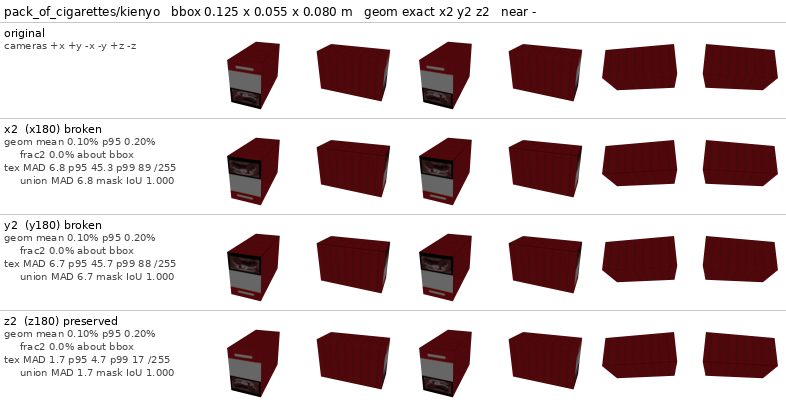 pack_of_cigarettes/kienyo   bbox 0.125 x 0.055 x 0.080 m   geom exact x2 y2 z2   near -
original
cameras +x +y -x -y +z -z
x2  (x180) broken
geom mean 0.10% p95 0.20%
frac2 0.0% about bbox
tex MAD 6.8 p95 45.3 p99 89 /255
union MAD 6.8 mask IoU 1.000
y2  (y180) broken
geom mean 0.10% p95 0.20%
frac2 0.0% about bbox
tex MAD 6.7 p95 45.7 p99 88 /255
union MAD 6.7 mask IoU 1.000
z2  (z180) preserved
geom mean 0.10% p95 0.20%
frac2 0.0% about bbox
tex MAD 1.7 p95 4.7 p99 17 /255
union MAD 1.7 mask IoU 1.000